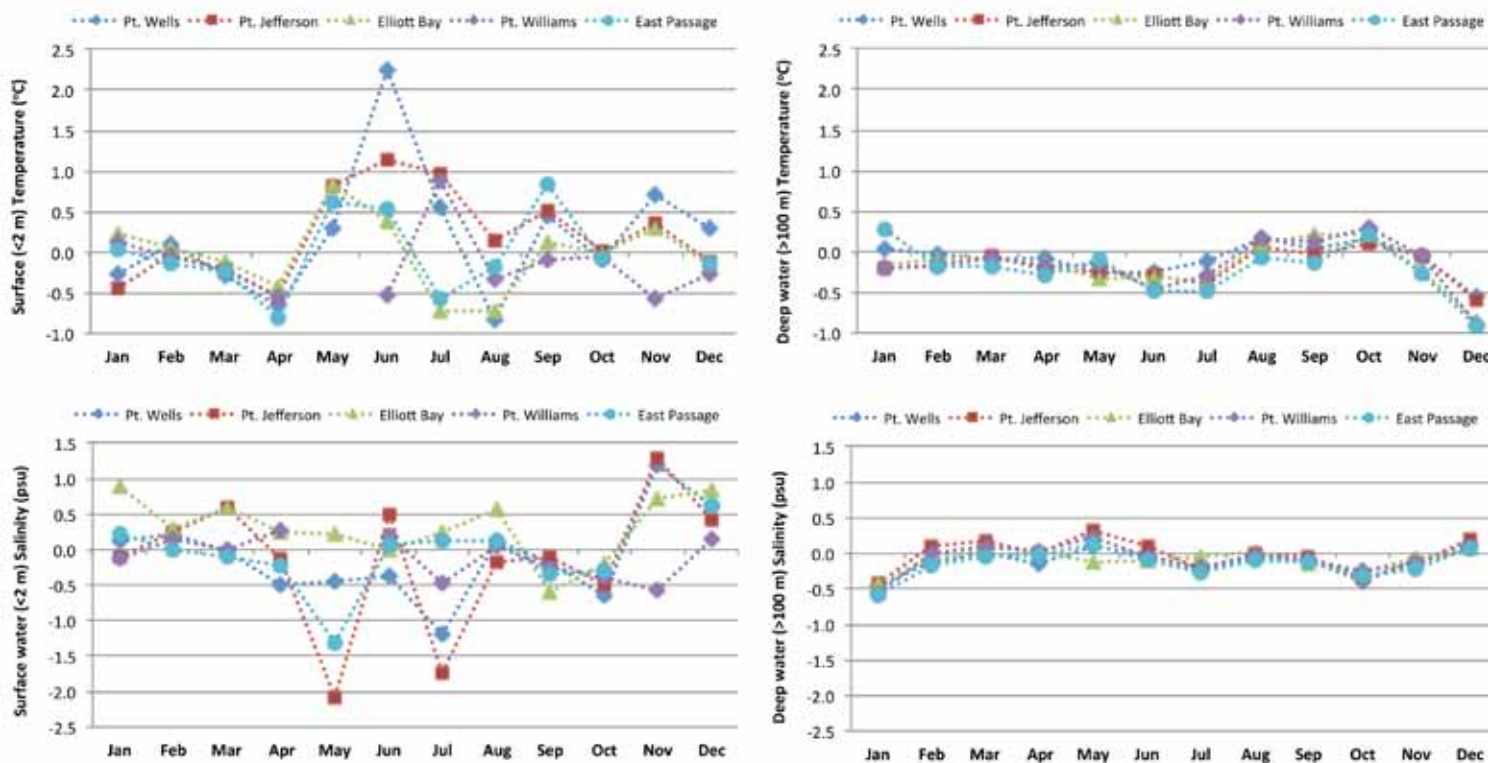 Pt. Wells Pt. Jefferson Elliott Bay Pt. Williams East Passage
Surface (<2 m) Temperature (°C)
2.5
2.0
1.5
1.0
0.5
0.0
-0.5
-1.0
Jan Feb Mar Apr May Jun Jul Aug Sep Oct Nov Dec
Pt. Wells Pt. Jefferson Elliott Bay Pt. Williams East Passage
Deep water (>100 m) Temperature (°C)
2.5
2.0
1.5
1.0
0.5
0.0
-0.5
-1.0
Jan Feb Mar Apr May Jun Jul Aug Sep Oct Nov Dec
Pt. Wells Pt. Jefferson Elliott Bay Pt. Williams East Passage
Surface water (<2 m) Salinity (psu)
1.5
1.0
0.5
0.0
-0.5
-1.0
-1.5
-2.0
-2.5
Jan Feb Mar Apr May Jun Jul Aug Sep Oct Nov Dec
Pt. Wells Pt. Jefferson Elliott Bay Pt. Williams East Passage
Deep water (>100 m) Salinity (psu)
1.5
1.0
0.5
0.0
-0.5
-1.0
-1.5
-2.0
-2.5
Jan Feb Mar Apr May Jun Jul Aug Sep Oct Nov Dec